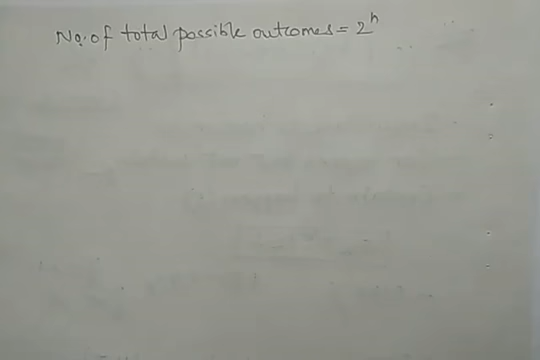 No. of total possible outcomes = 2^n